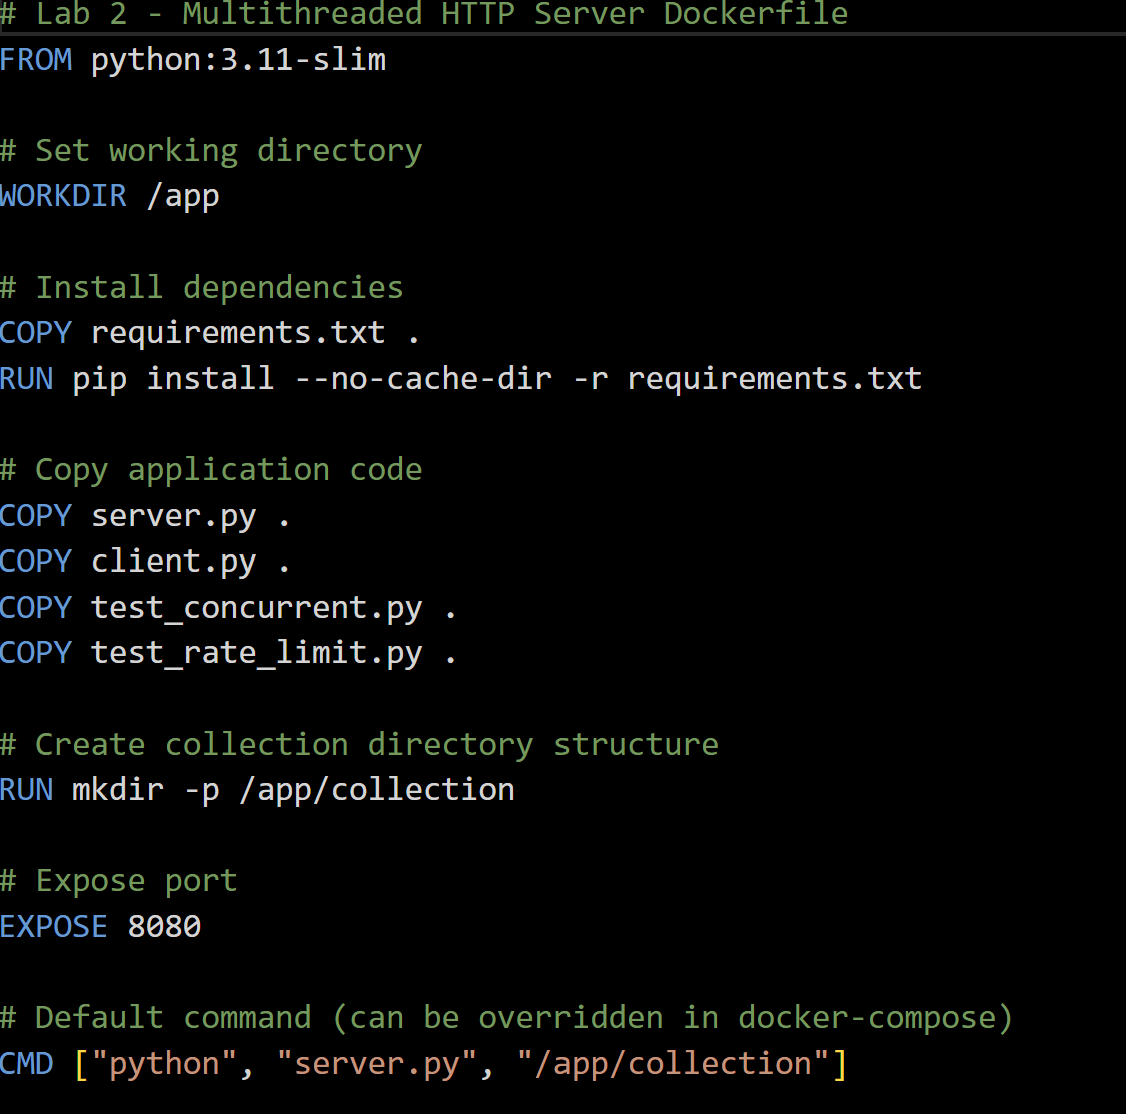 # Lab 2 - Multithreaded HTTP Server Dockerfile
FROM python:3.11-slim
# Set working directory
WORKDIR /app
# Install dependencies
COPY requirements.txt .
RUN pip install --no-cache-dir -r requirements.txt
# Copy application code
COPY server.py .
COPY client.py .
COPY test_concurrent.py .
COPY test_rate_limit.py .
# Create collection directory structure
RUN mkdir -p /app/collection
# Expose port
EXPOSE 8080
# Default command (can be overridden in docker-compose)
CMD ["python", "server.py", "/app/collection"]